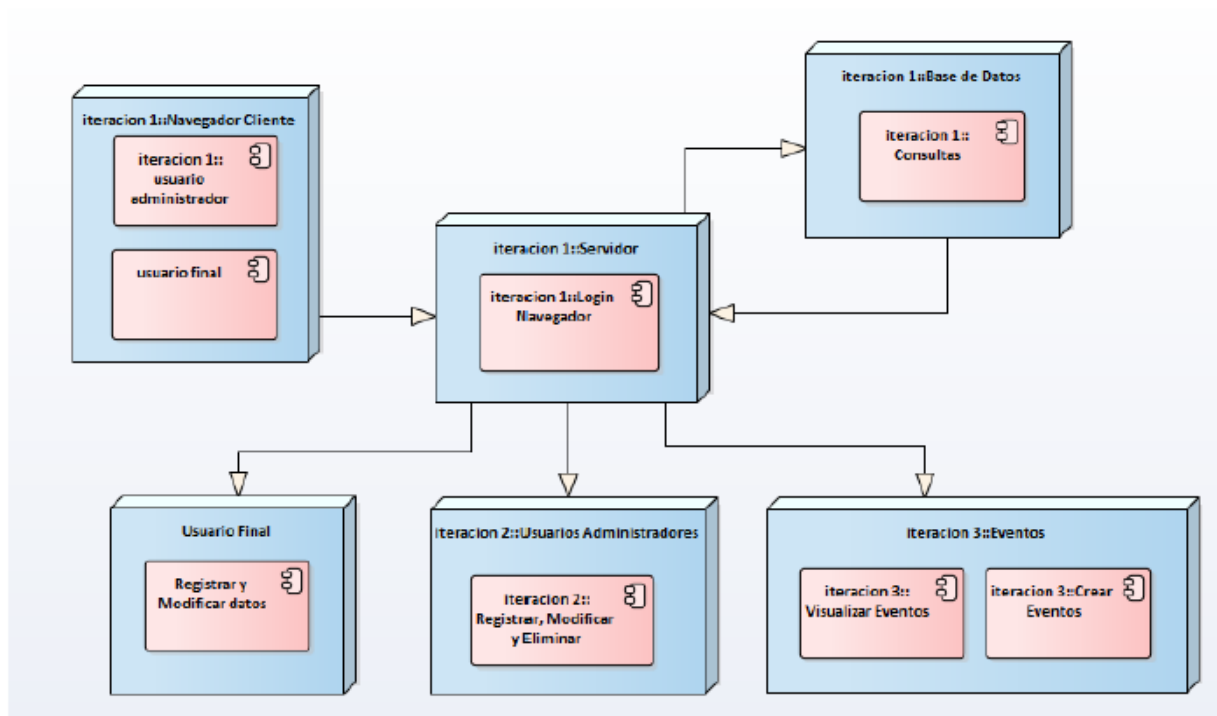 iteracion 1::Navegador Cliente
iteracion 1::
usuario
administrador
usuario final
iteracion 1::Base de Datos
iteracion 1::
Consultas
iteracion 1::Servidor
iteracion 1::Login
Navegador
Usuario Final
Registrar y
Modificar datos
iteracion 2::Usuarios Administradores
iteracion 2::
Registrar, Modificar
y Eliminar
iteracion 3::Eventos
iteracion 3::
Visualizar Eventos
iteracion 3::Crear
Eventos